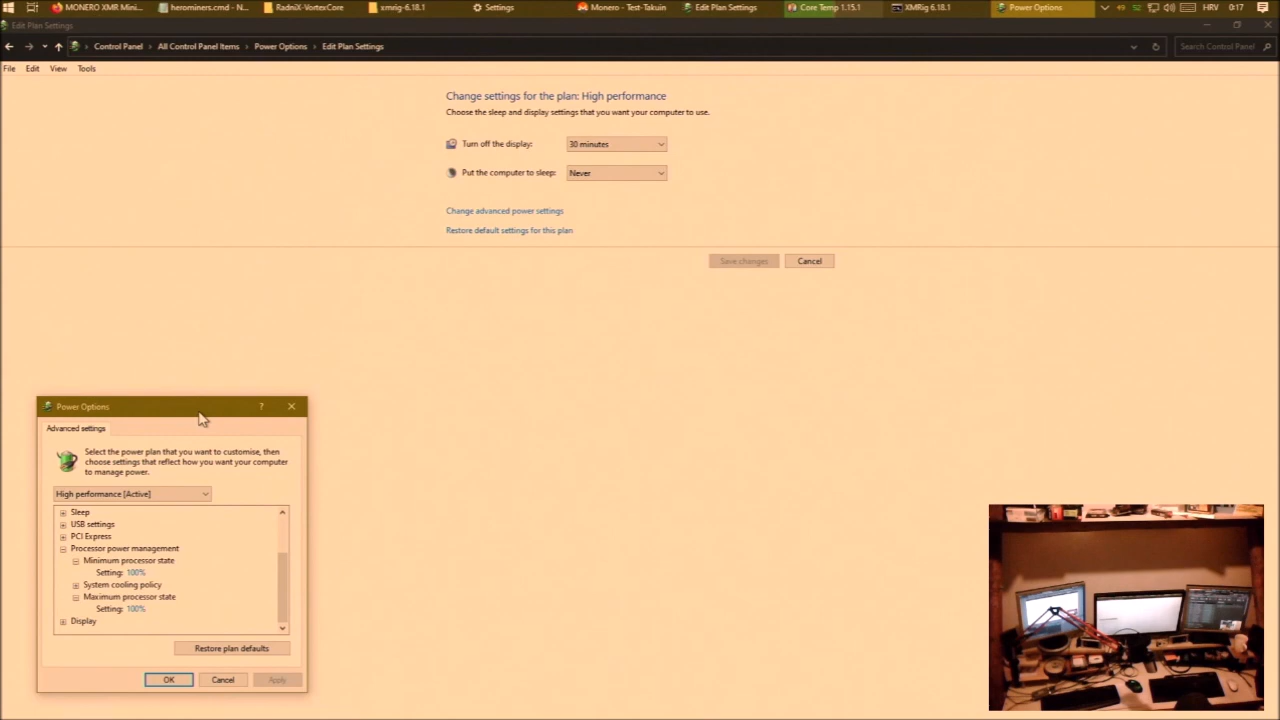 MONERO XMR Mini...
herominers.cmd - N...
RadniX-VortexCore
xmrig-6.18.1
Settings
Monero - Test-Takuin
Edit Plan Settings
Core Temp 1.15.1
XMRig 6.18.1
Power Options
49
HRV
0:17
Edit Plan Settings
Control Panel
All Control Panel Items
Power Options
Edit Plan Settings
Search Control Panel
File
Edit
View
Tools
Change settings for the plan: High performance
Choose the sleep and display settings that you want your computer to use.
Turn off the display:
30 minutes
Put the computer to sleep:
Never
Change advanced power settings
Restore default settings for this plan
Save changes
Cancel
Power Options
?
Advanced settings
Select the power plan that you want to customise, then
choose settings that reflect how you want your computer
to manage power.
High performance [Active]
Sleep
USB settings
PCI Express
Processor power management
Minimum processor state
Setting: 100%
System cooling policy
Maximum processor state
Setting: 100%
Display
Restore plan defaults
OK
Cancel
Apply